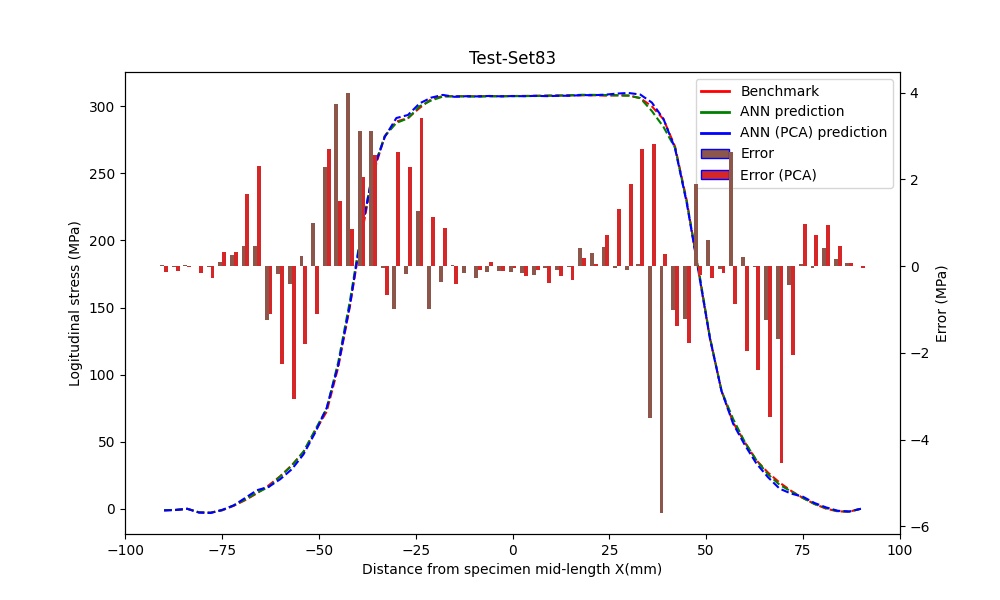 Test-Set83
Benchmark
ANN prediction
ANN (PCA) prediction
Error
Error (PCA)
Logitudinal stress (MPa)
300
250
200
150
100
50
0
4
2
0
−2
−4
−6
Error (MPa)
−100 −75 −50 −25 0 25 50 75 100
Distance from specimen mid-length X(mm)